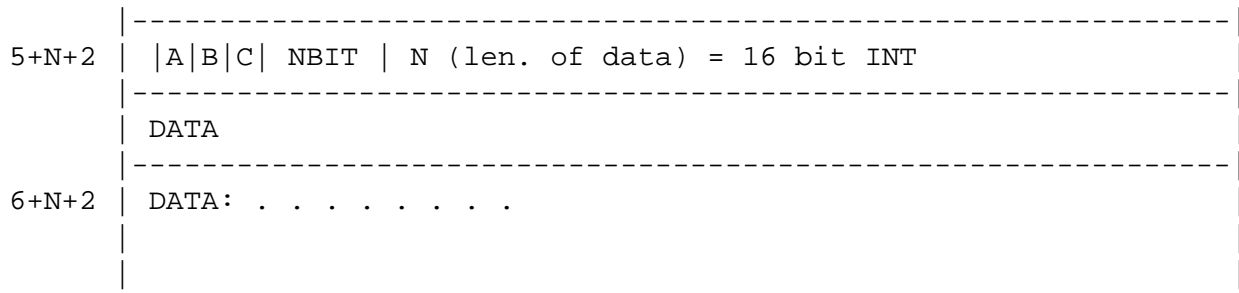 |---------------------------------------------------------------|
5+N+2 | |A|B|C| NBIT | N (len. of data) = 16 bit INT |
|---------------------------------------------------------------|
| DATA |
|---------------------------------------------------------------|
6+N+2 | DATA: . . . . . . . . |
| |
| |